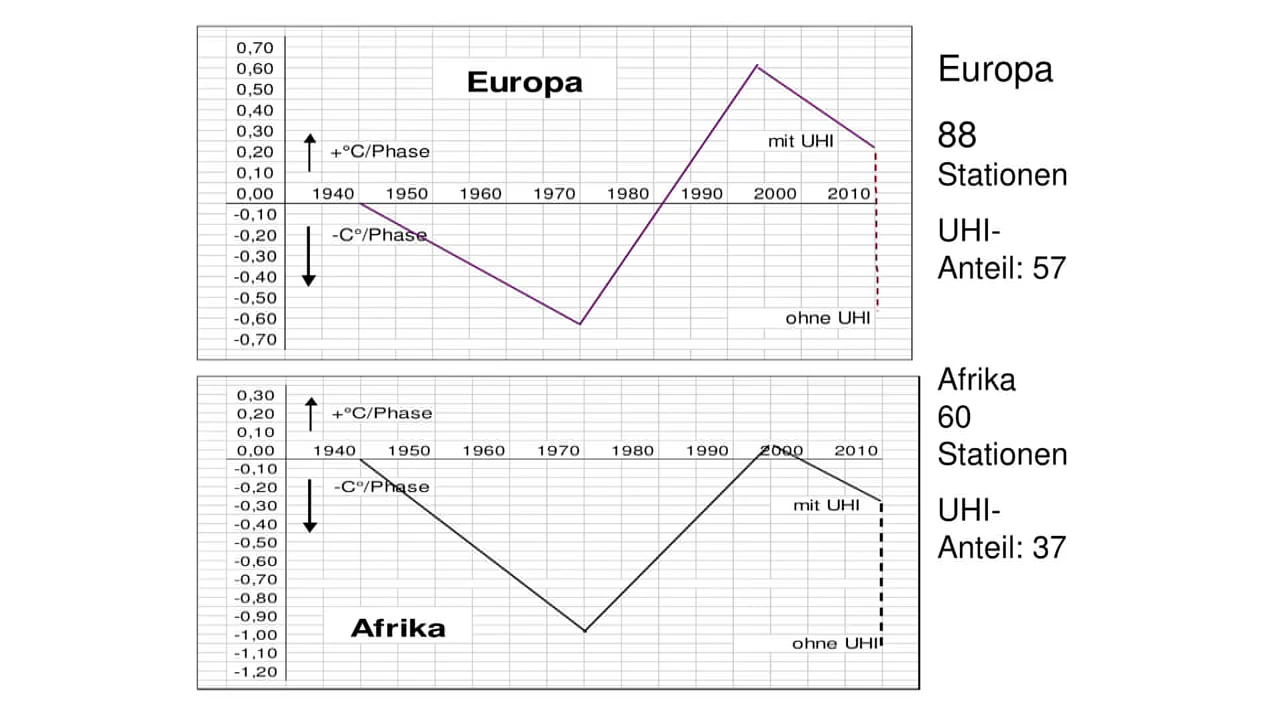 0,70
0,60
0,50
0,40
0,30
0,20
0,10
0,00
-0,10
-0,20
-0,30
-0,40
-0,50
-0,60
-0,70
Europa
+°C/Phase
mit UHI
1940 1950 1960 1970 1980 1990 2000 2010
-C°/Phase
ohne UHI
Europa
88
Stationen
UHI-
Anteil: 57
0,30
0,20
0,10
0,00
-0,10
-0,20
-0,30
-0,40
-0,50
-0,60
-0,70
-0,80
-0,90
-1,00
-1,10
-1,20
+°C/Phase
1940 1950 1960 1970 1980 1990 2000 2010
-C°/Phase
mit UHI
Afrika
ohne UHI
Afrika
60
Stationen
UHI-
Anteil: 37